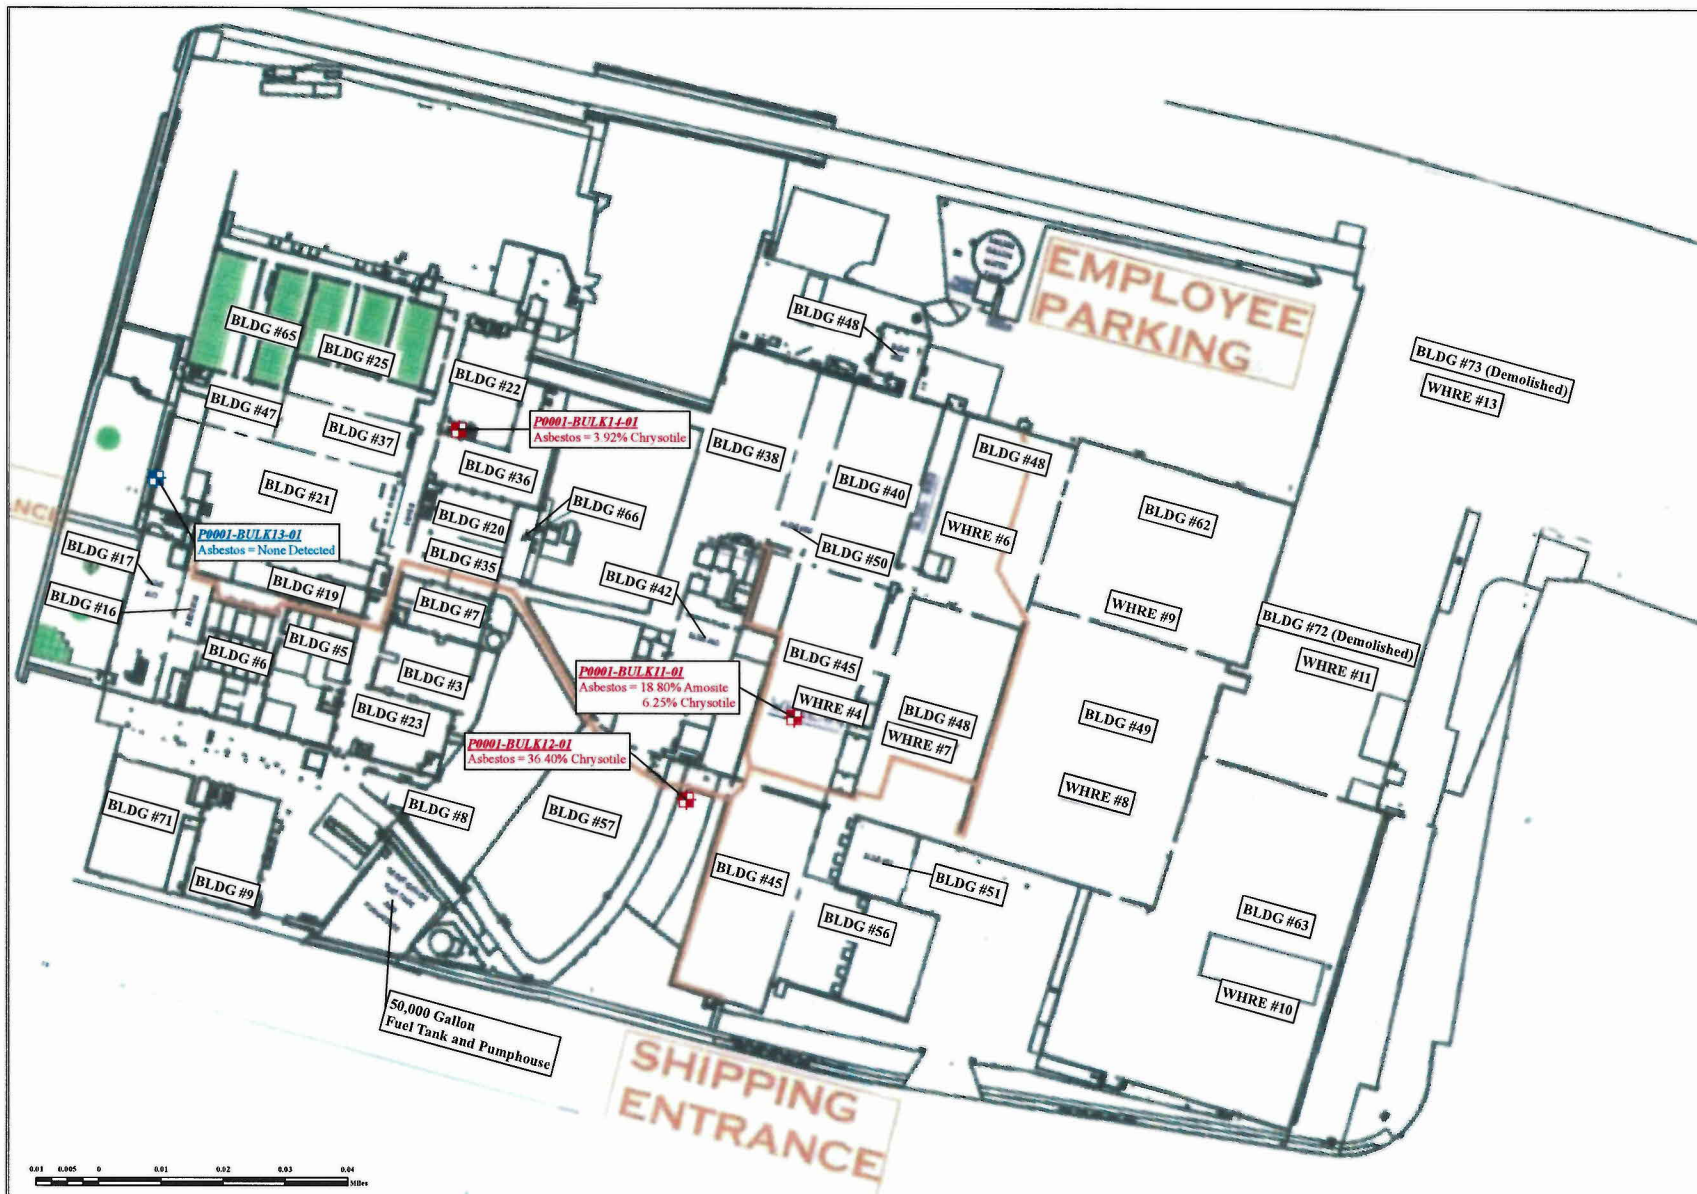 EMPLOYEE
PARKING
BLDG #48
BLDG #65
BLDG #25
BLDG #22
BLDG #73 (Demolished)
WHRE #13
BLDG #47
BLDG #37
P0001-BULK14-01
Asbestos = 3.92% Chrysotile
BLDG #38
BLDG #48
BLDG #36
BLDG #40
BLDG #21
BLDG #62
BLDG #20
BLDG #66
WHRE #6
P0001-BULK13-01
Asbestos = None Detected
BLDG #17
BLDG #50
BLDG #35
BLDG #42
BLDG #16
BLDG #19
BLDG #7
WHRE #9
BLDG #72 (Demolished)
WHRE #11
BLDG #6
BLDG #5
BLDG #3
BLDG #45
P0001-BULK11-01
Asbestos = 18.80% Amosite
6.25% Chrysotile
WHRE #4
BLDG #23
BLDG #48
WHRE #7
BLDG #49
P0001-BULK12-01
Asbestos = 36.40% Chrysotile
WHRE #8
BLDG #71
BLDG #8
BLDG #57
BLDG #9
BLDG #45
BLDG #51
BLDG #56
BLDG #63
WHRE #10
50,000 Gallon
Fuel Tank and Pumphouse
SHIPPING
ENTRANCE
0.01 0.005 0 0.01 0.02 0.03 0.04
Miles